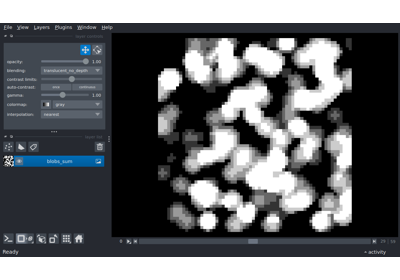 File View Layers Plugins Window Help
opacity: 1.00
blending: translucent_no_depth
contrast limits:
auto-contrast: once continuous
gamma: 1.00
colormap: gray
interpolation: nearest
blobs_sum
Ready
activity